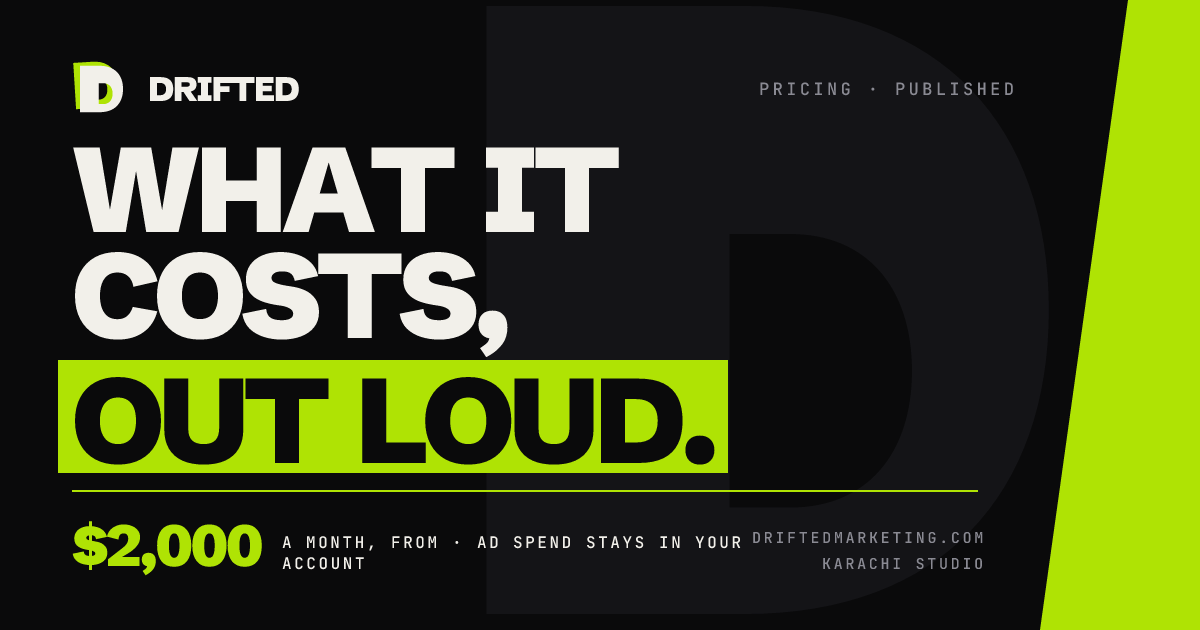 DRIFTED
PRICING · PUBLISHED
WHAT IT
COSTS,
OUT LOUD.
$2,000
A MONTH, FROM · AD SPEND STAYS IN YOUR
ACCOUNT
DRIFTEDMARKETING.COM
KARACHI STUDIO